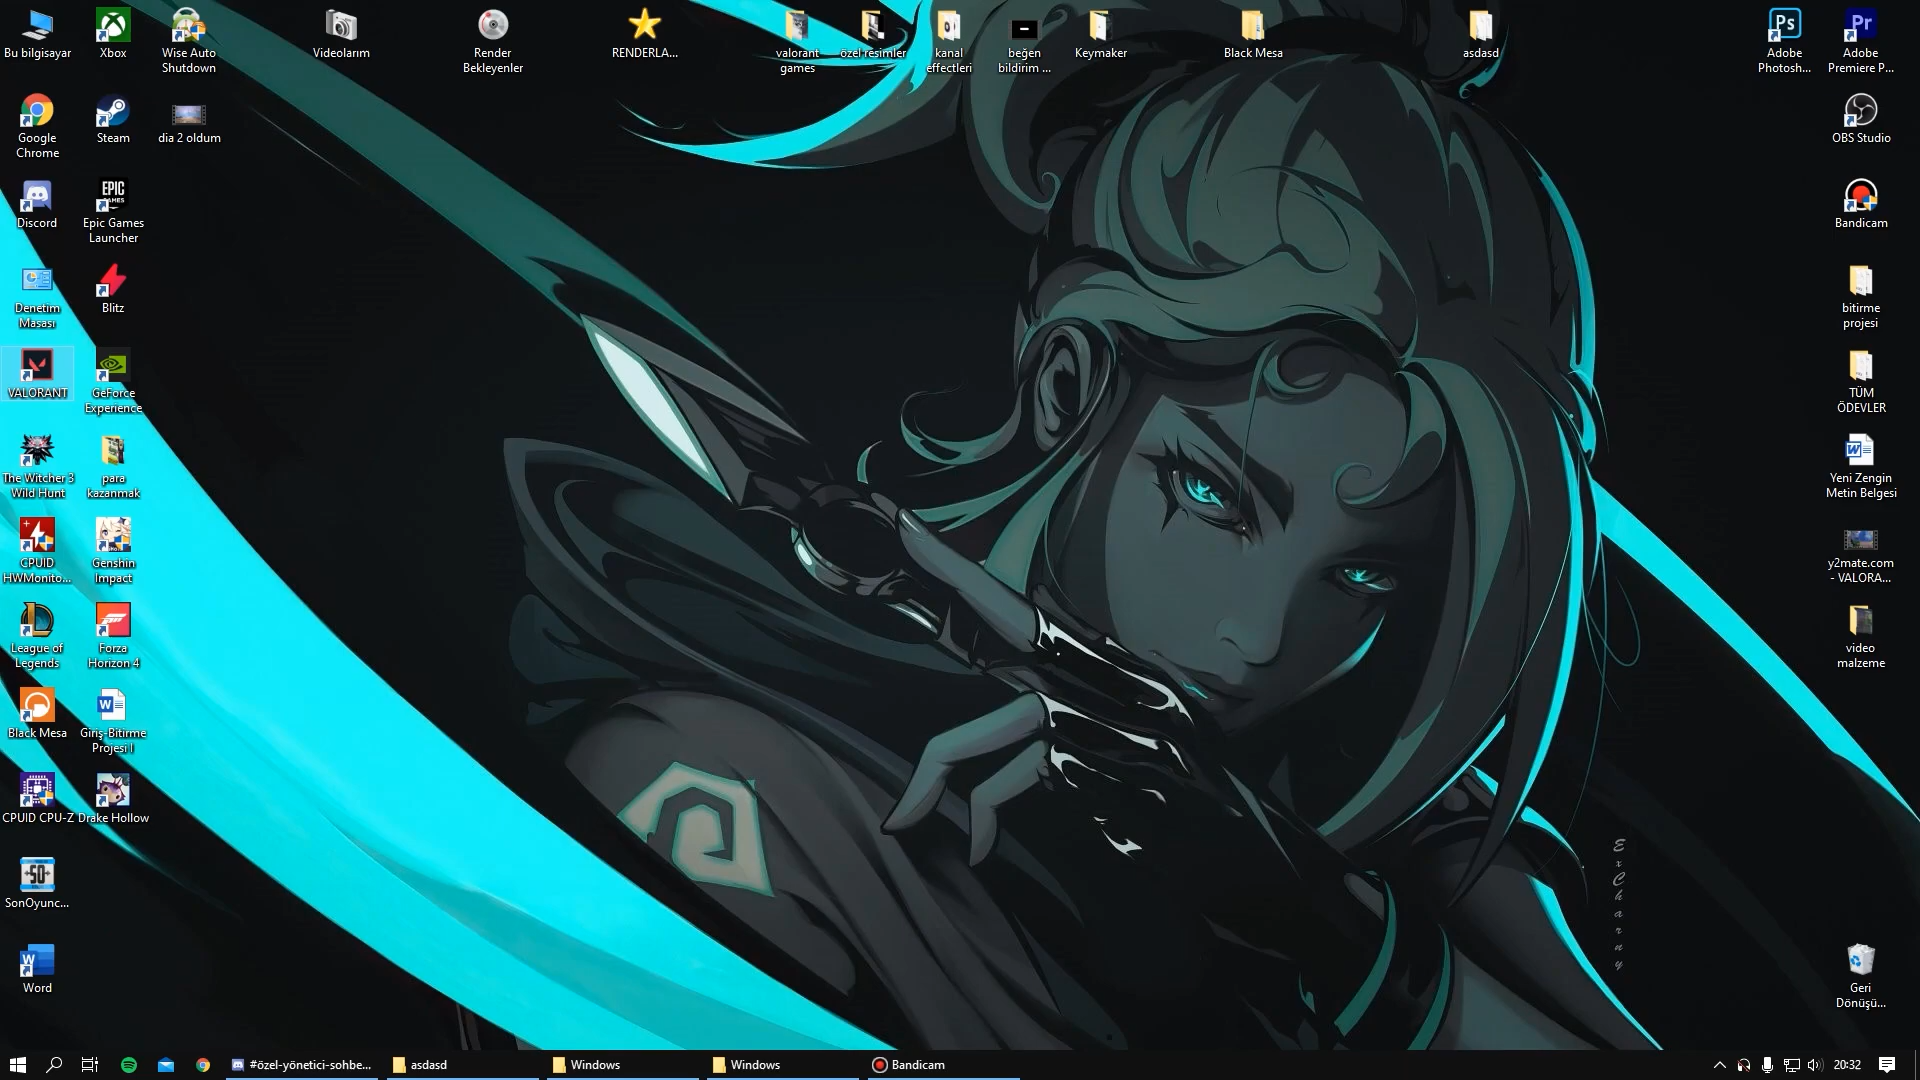 Bu bilgisayar
Xbox
Wise Auto
Shutdown
Videolarım
Render
Bekleyenler
RENDERLA...
valorant
games
özel resimler
kanal
effectleri
beğen
bildirim ...
Keymaker
Black Mesa
asdasd
Ps
Adobe
Photosh...
Pr
Adobe
Premiere P...
Google
Chrome
Steam
dia 2 oldum
OBS Studio
Discord
EPIC
GAMES
Epic Games
Launcher
Bandicam
Denetim
Masası
Blitz
bitirme
projesi
VALORANT
GeForce
Experience
TÜM
ÖDEVLER
The Witcher 3
Wild Hunt
para
kazanmak
Yeni Zengin
Metin Belgesi
CPUID
HWMonito...
Genshin
Impact
y2mate.com
- VALORA...
League of
Legends
Forza
Horizon 4
video
malzeme
Black Mesa
Giriş-Bitirme
Projesi I
CPUID CPU-Z
Drake Hollow
ExCharny
SonOyunc...
Word
Geri
Dönüşü...
#özel-yönetici-sohbe...
asdasd
Windows
Windows
Bandicam
20:32